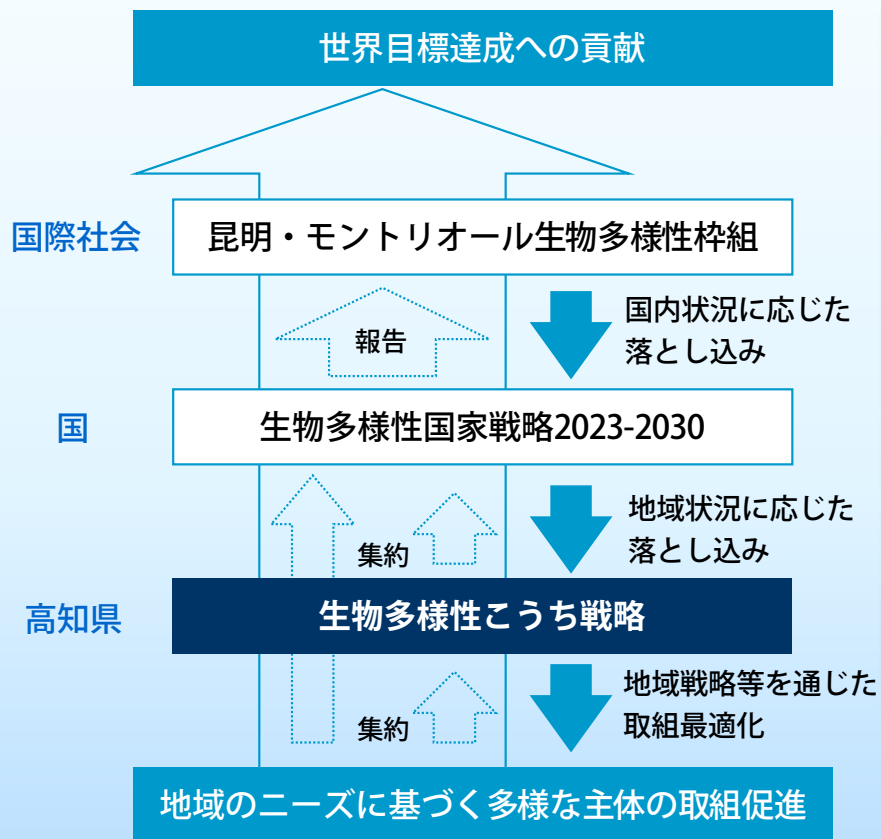 世界目標達成への貢献
国際社会
昆明・モントリオール生物多様性枠組
報告
国内状況に応じた
落とし込み
国
生物多様性国家戦略2023-2030
集約
地域状況に応じた
落とし込み
高知県
生物多様性こうち戦略
集約
地域戦略等を通じた
取組最適化
地域のニーズに基づく多様な主体の取組促進